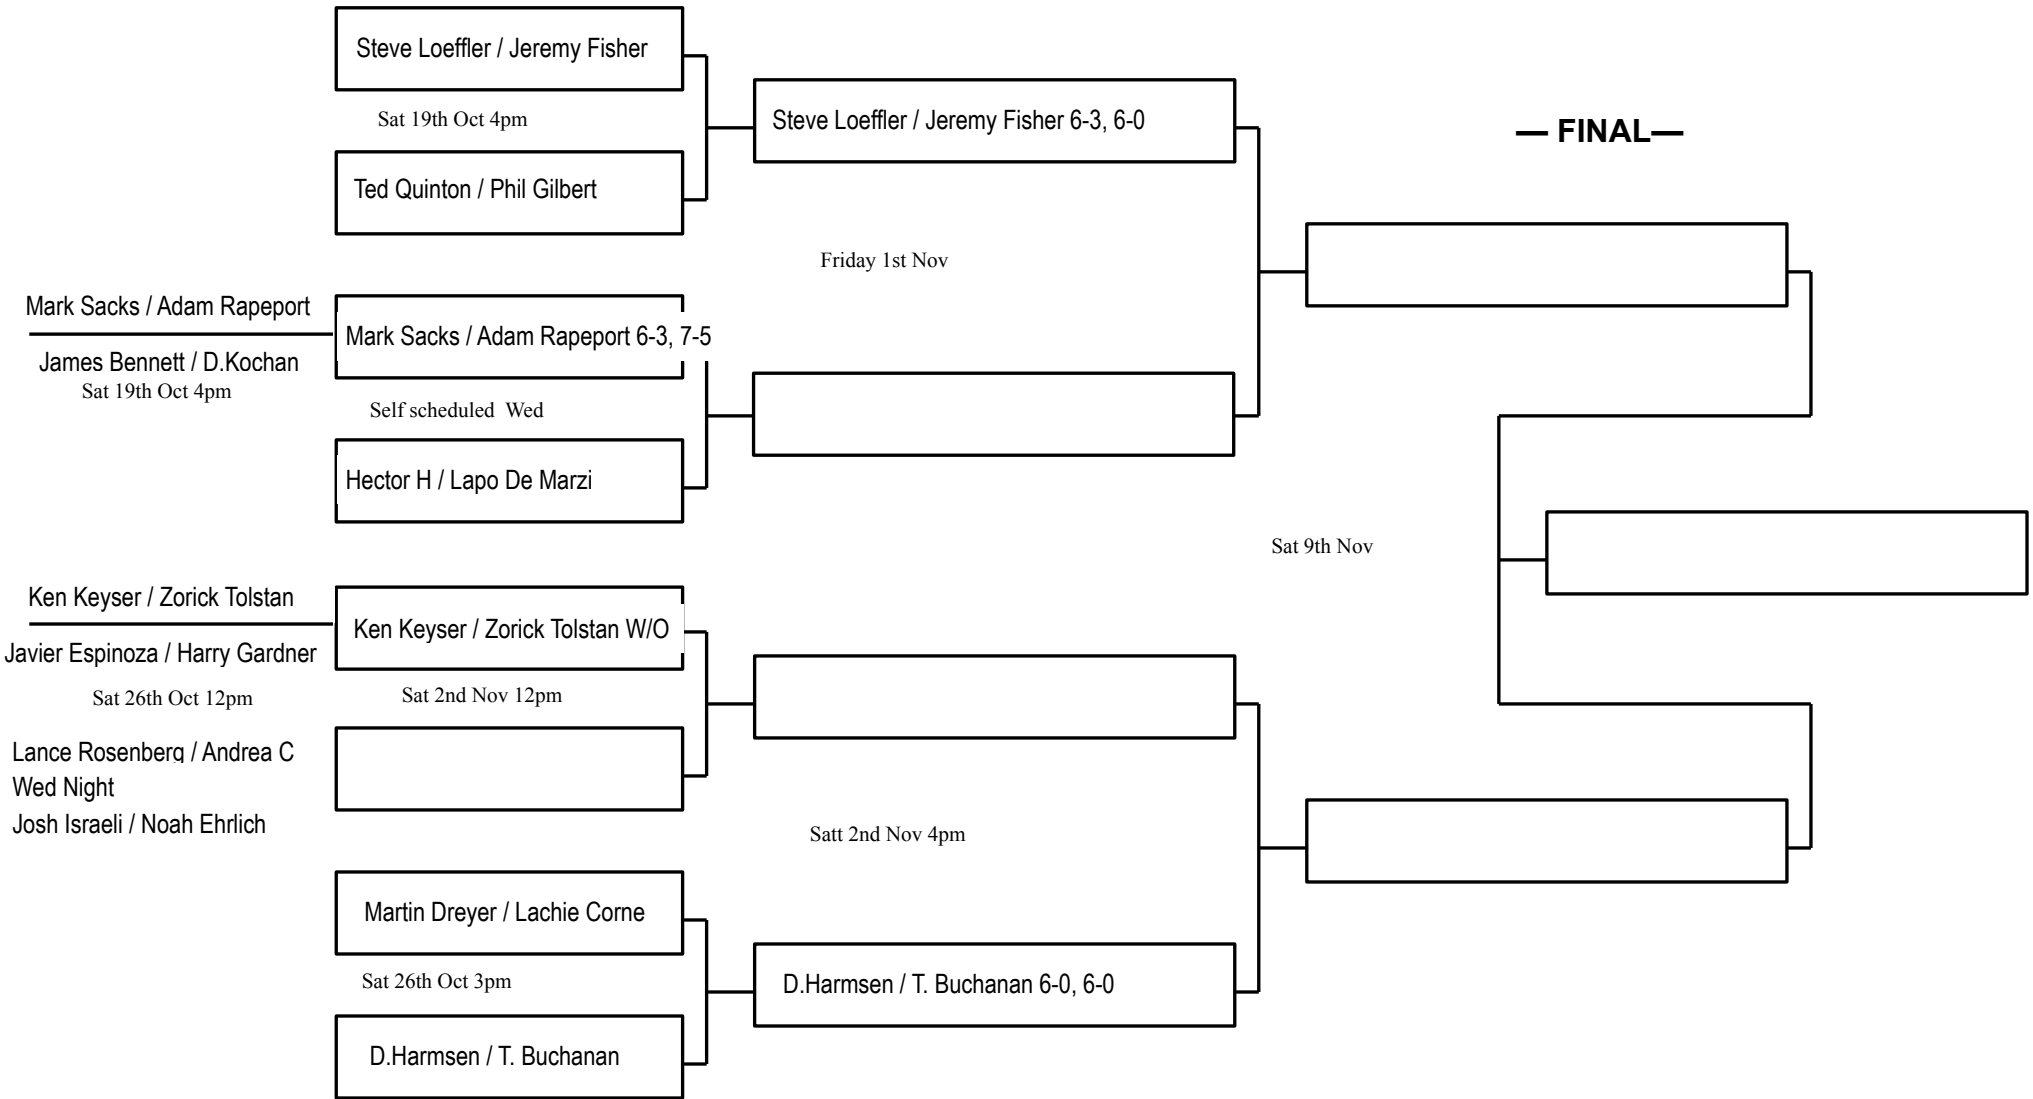 Steve Loeffler / Jeremy Fisher
Sat 19th Oct 4pm
Ted Quinton / Phil Gilbert
Steve Loeffler / Jeremy Fisher 6-3, 6-0
— FINAL—
Friday 1st Nov
Mark Sacks / Adam Rapeport
James Bennett / D.Kochan
Sat 19th Oct 4pm
Mark Sacks / Adam Rapeport 6-3, 7-5
Self scheduled  Wed
Hector H / Lapo De Marzi
Sat 9th Nov
Ken Keyser / Zorick Tolstan
Javier Espinoza / Harry Gardner
Sat 26th Oct 12pm
Ken Keyser / Zorick Tolstan W/O
Sat 2nd Nov 12pm
Lance Rosenberg / Andrea C
Wed Night
Josh Israeli / Noah Ehrlich
Satt 2nd Nov 4pm
Martin Dreyer / Lachie Corne
Sat 26th Oct 3pm
D.Harmsen / T. Buchanan
D.Harmsen / T. Buchanan 6-0, 6-0